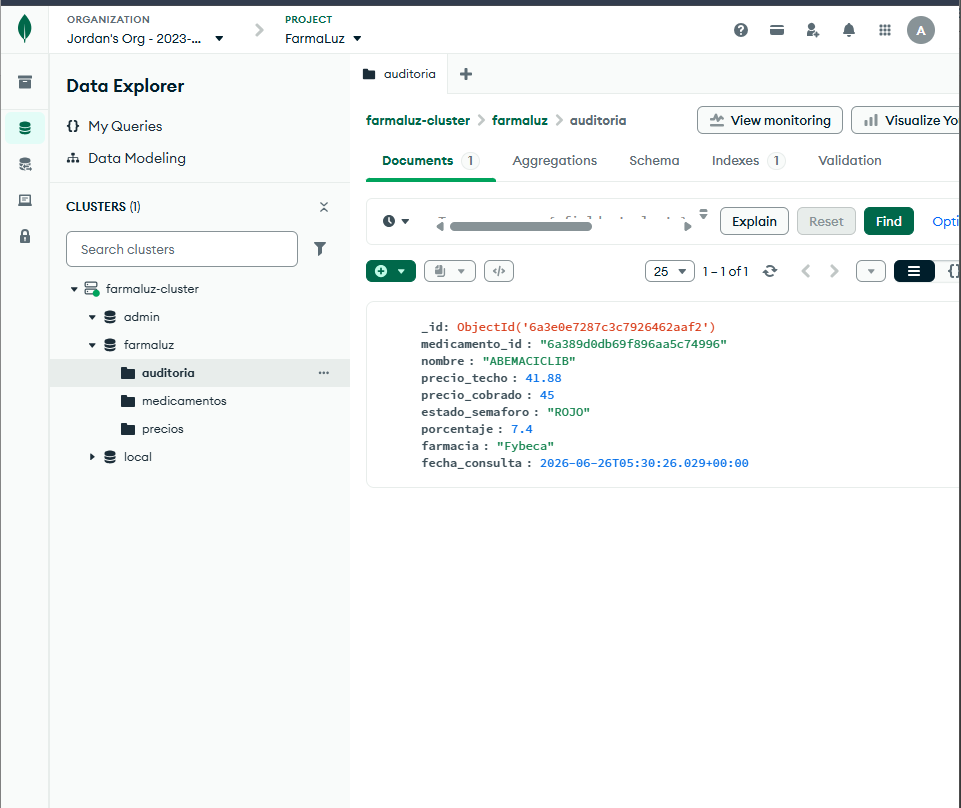 ORGANIZATION
Jordan's Org - 2023-...
PROJECT
FarmaLuz
A
Data Explorer
My Queries
Data Modeling
CLUSTERS (1)
Search clusters
farmaluz-cluster
admin
farmaluz
auditoria
medicamentos
precios
local
auditoria
farmaluz-cluster > farmaluz > auditoria
View monitoring
Visualize Yo
Documents 1
Aggregations
Schema
Indexes 1
Validation
Explain
Reset
Find
Opti
25
1 – 1 of 1
_id: ObjectId('6a3e0e7287c3c7926462aaf2')
medicamento_id : "6a389d0db69f896aa5c74996"
nombre : "ABEMACICLIB"
precio_techo : 41.88
precio_cobrado : 45
estado_semaforo : "ROJO"
porcentaje : 7.4
farmacia : "Fybeca"
fecha_consulta : 2026-06-26T05:30:26.029+00:00